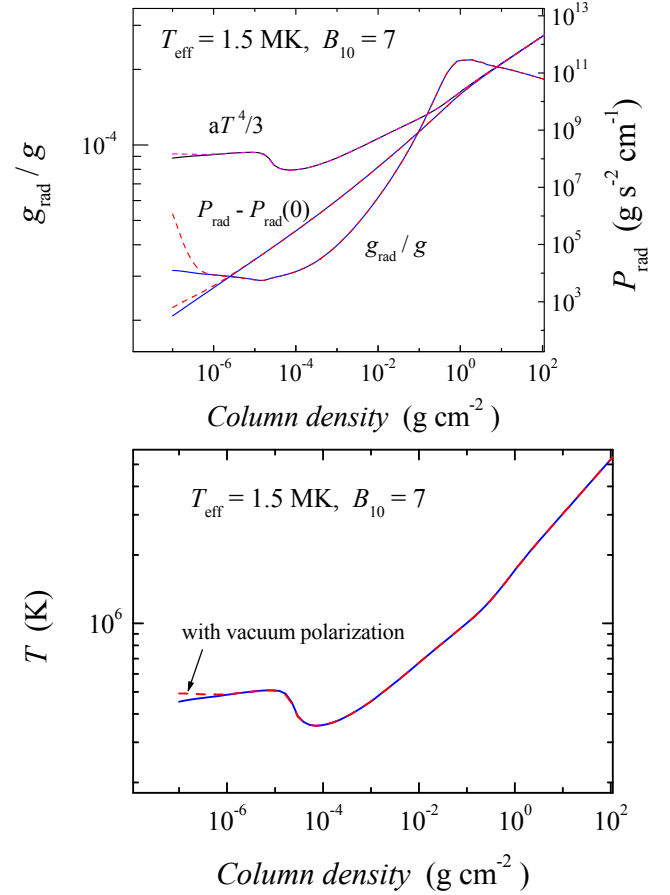 T_eff = 1.5 MK, B_10 = 7
aT^4/3
P_rad - P_rad(0)
g_rad / g
g_rad / g
10^-4
10^13
10^11
10^9
10^7
10^5
10^3
P_rad (g s^-2 cm^-1)
10^-6 10^-4 10^-2 10^0 10^2
Column density (g cm^-2)
T_eff = 1.5 MK, B_10 = 7
T (K)
10^6
with vacuum polarization
10^-6 10^-4 10^-2 10^0 10^2
Column density (g cm^-2)